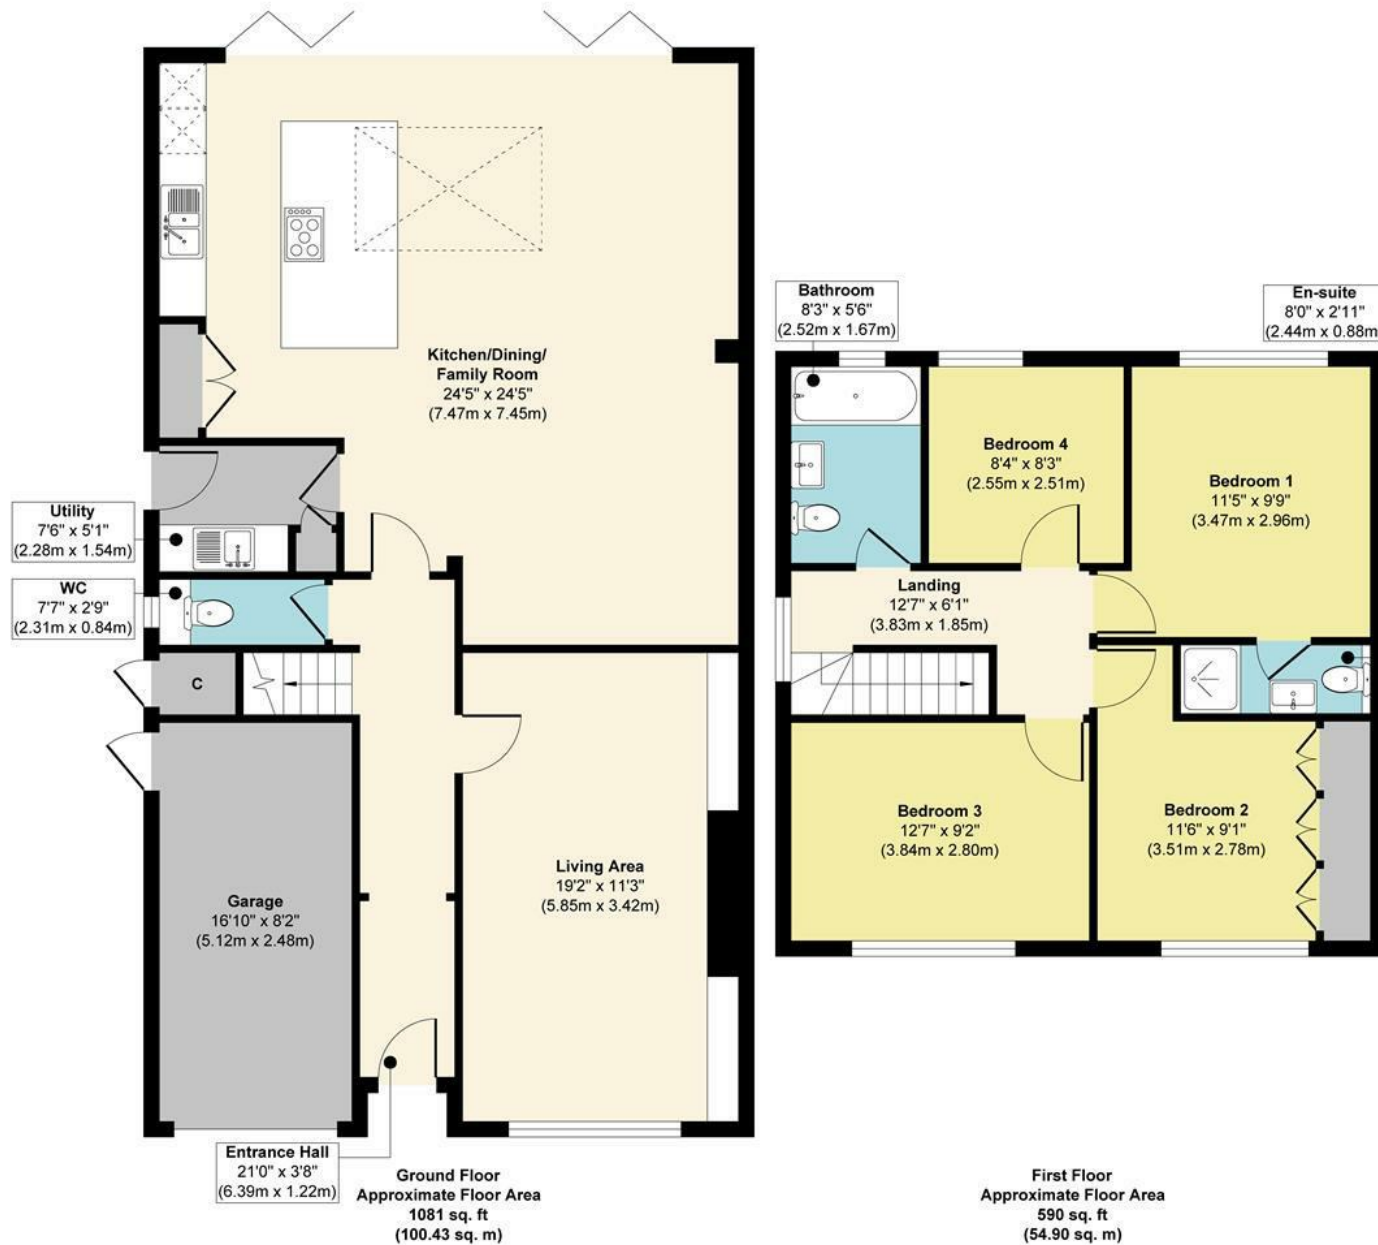 Kitchen/Dining/
Family Room
24'5" x 24'5"
(7.47m x 7.45m)
Utility
7'6" x 5'1"
(2.28m x 1.54m)
WC
7'7" x 2'9"
(2.31m x 0.84m)
C
Garage
16'10" x 8'2"
(5.12m x 2.48m)
Living Area
19'2" x 11'3"
(5.85m x 3.42m)
Entrance Hall
21'0" x 3'8"
(6.39m x 1.22m)
Ground Floor
Approximate Floor Area
1081 sq. ft
(100.43 sq. m)
Bathroom
8'3" x 5'6"
(2.52m x 1.67m)
En-suite
8'0" x 2'11"
(2.44m x 0.88m
Bedroom 4
8'4" x 8'3"
(2.55m x 2.51m)
Bedroom 1
11'5" x 9'9"
(3.47m x 2.96m)
Landing
12'7" x 6'1"
(3.83m x 1.85m)
Bedroom 3
12'7" x 9'2"
(3.84m x 2.80m)
Bedroom 2
11'6" x 9'1"
(3.51m x 2.78m)
First Floor
Approximate Floor Area
590 sq. ft
(54.90 sq. m)